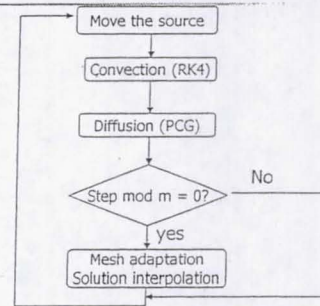 Move the source
Convection (RK4)
Diffusion (PCG)
Step mod m = 0?
No
yes
Mesh adaptation
Solution interpolation